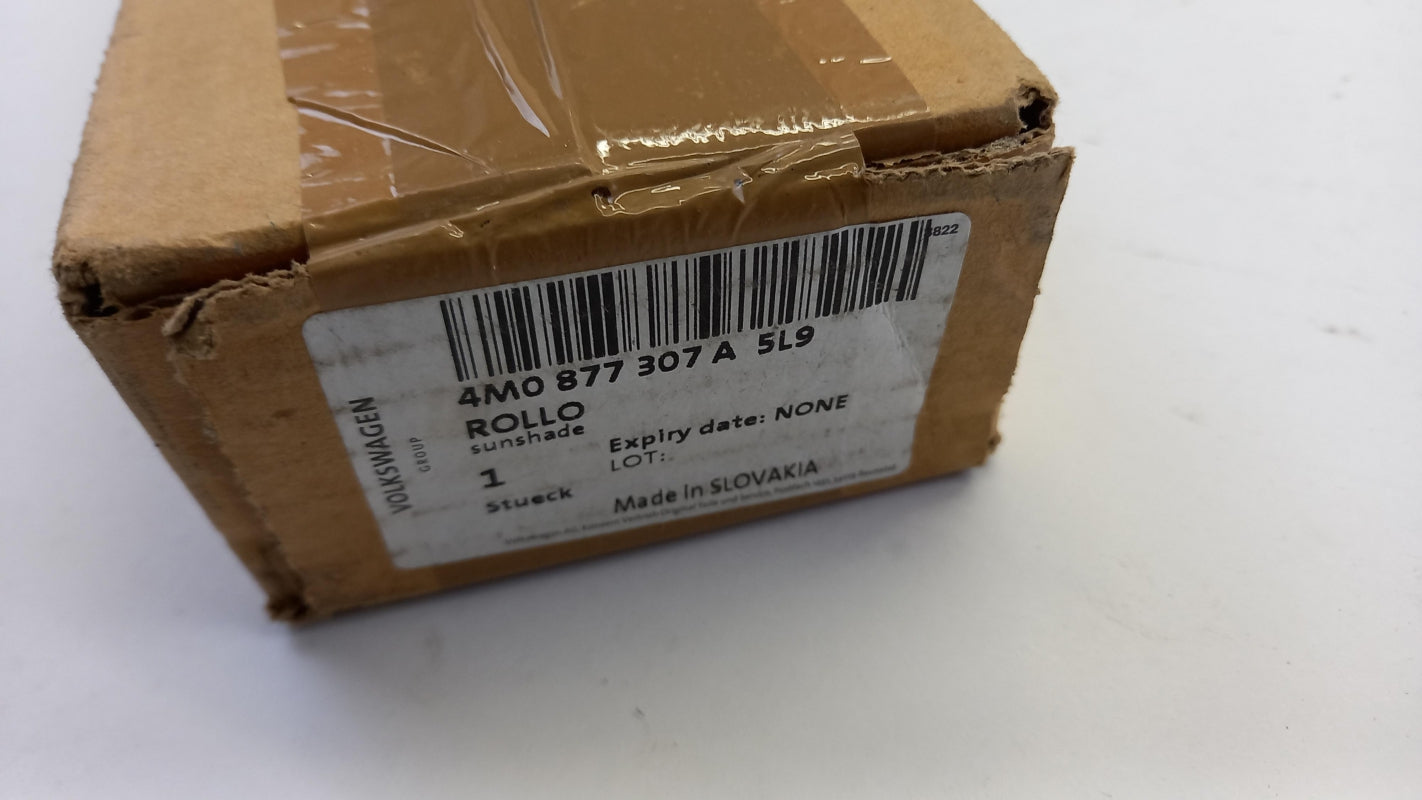 822
4M0 877 307 A 5L9
ROLLO
sunshade
Expiry date: NONE
LOT:
1
Stueck
Made in SLOVAKIA
VOLKSWAGEN
GROUP